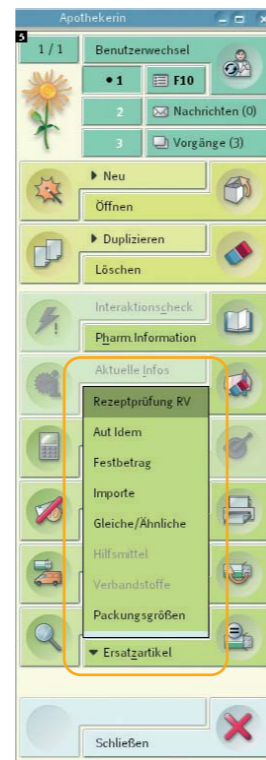 Apothekerin
5
1 / 1
Benutzerwechsel
• 1
F10
2
Nachrichten (0)
3
Vorgänge (3)
Neu
Öffnen
Duplizieren
Löschen
Interaktionscheck
Pharm.Information
Aktuelle Infos
Rezeptprüfung RV
Aut Idem
Festbetrag
Importe
Gleiche/Ähnliche
Hilfsmittel
Verbandstoffe
Packungsgrößen
Ersatzartikel
Schließen